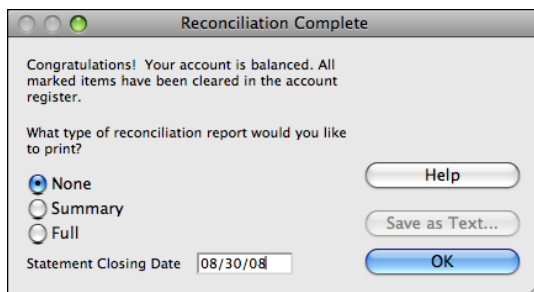 Reconciliation Complete
Congratulations!  Your account is balanced. All
marked items have been cleared in the account
register.
What type of reconciliation report would you like
to print?
None
Summary
Full
Help
Save as Text...
Statement Closing Date 08/30/08
OK